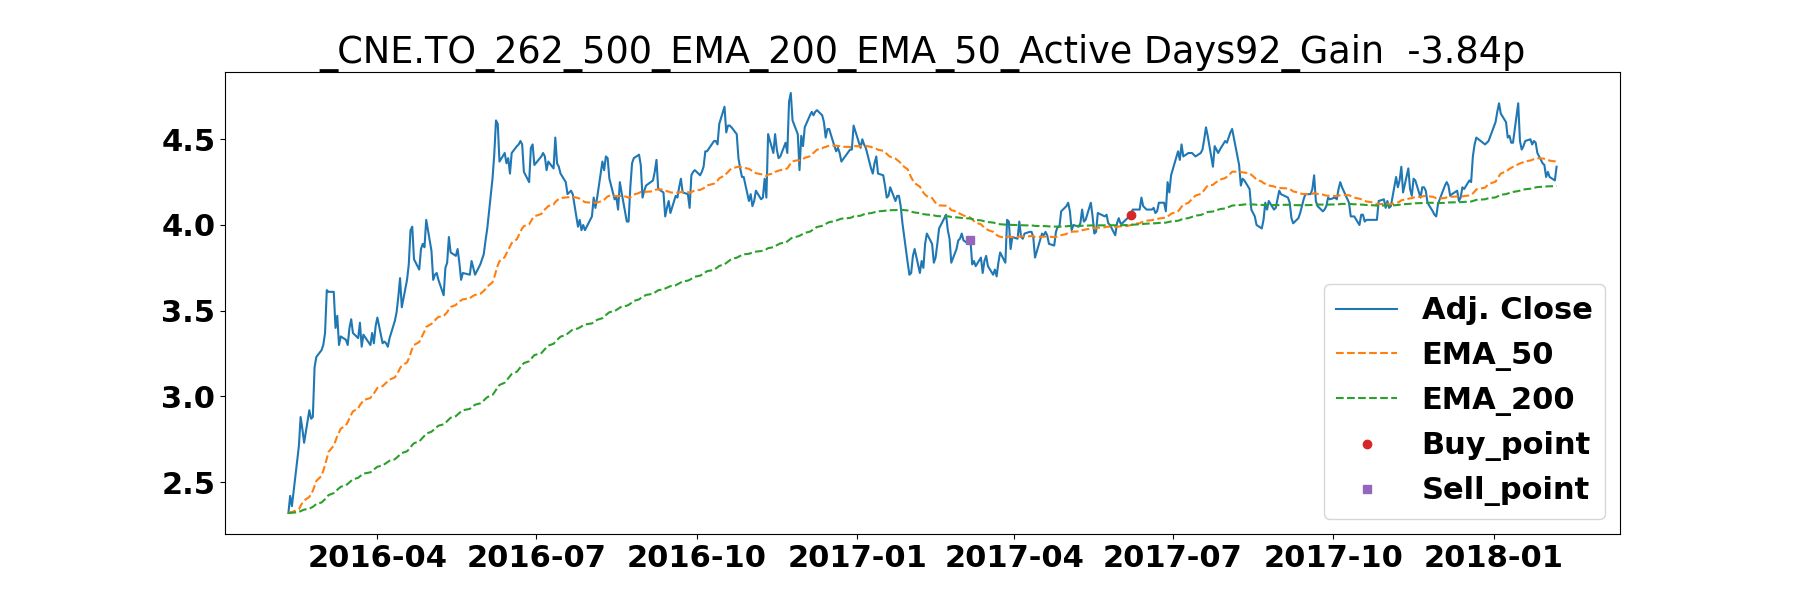 _CNE.TO_262_500_EMA_200_EMA_50_Active Days92_Gain  -3.84p
4.5
4.0
3.5
3.0
2.5
Adj. Close
EMA_50
EMA_200
Buy_point
Sell_point
2016-04 2016-07 2016-10 2017-01 2017-04 2017-07 2017-10 2018-01